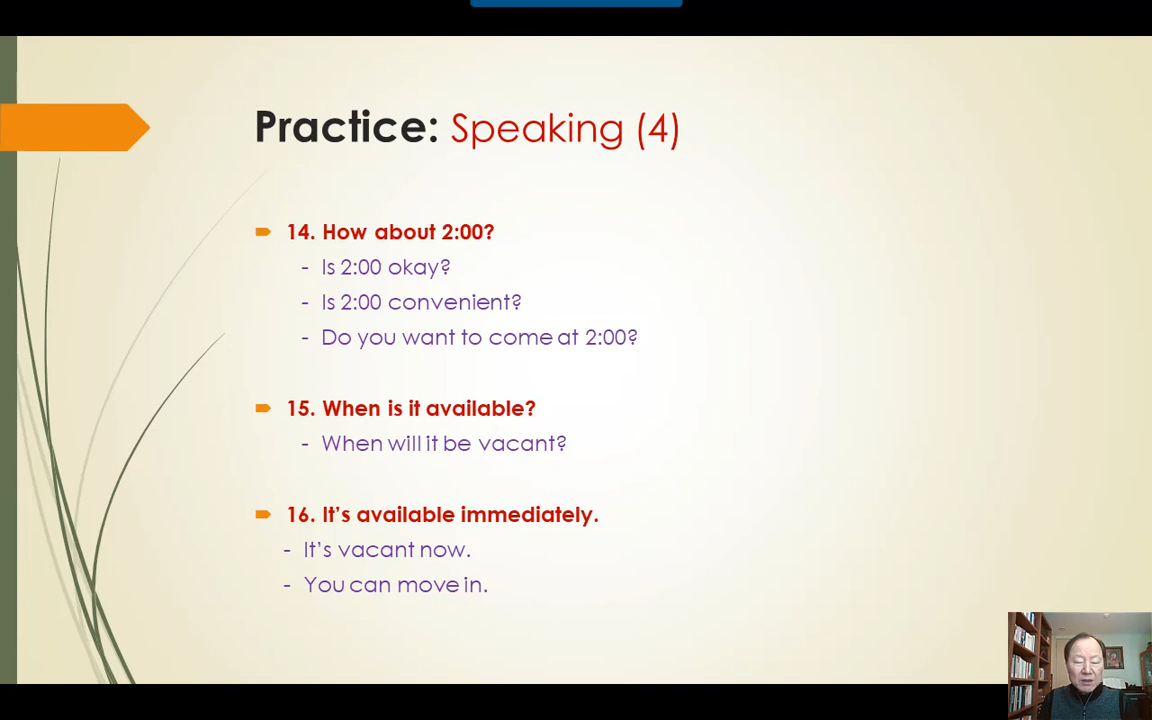 Practice: Speaking (4)
14. How about 2:00?
- Is 2:00 okay?
- Is 2:00 convenient?
- Do you want to come at 2:00?
15. When is it available?
- When will it be vacant?
16. It's available immediately.
- It's vacant now.
- You can move in.